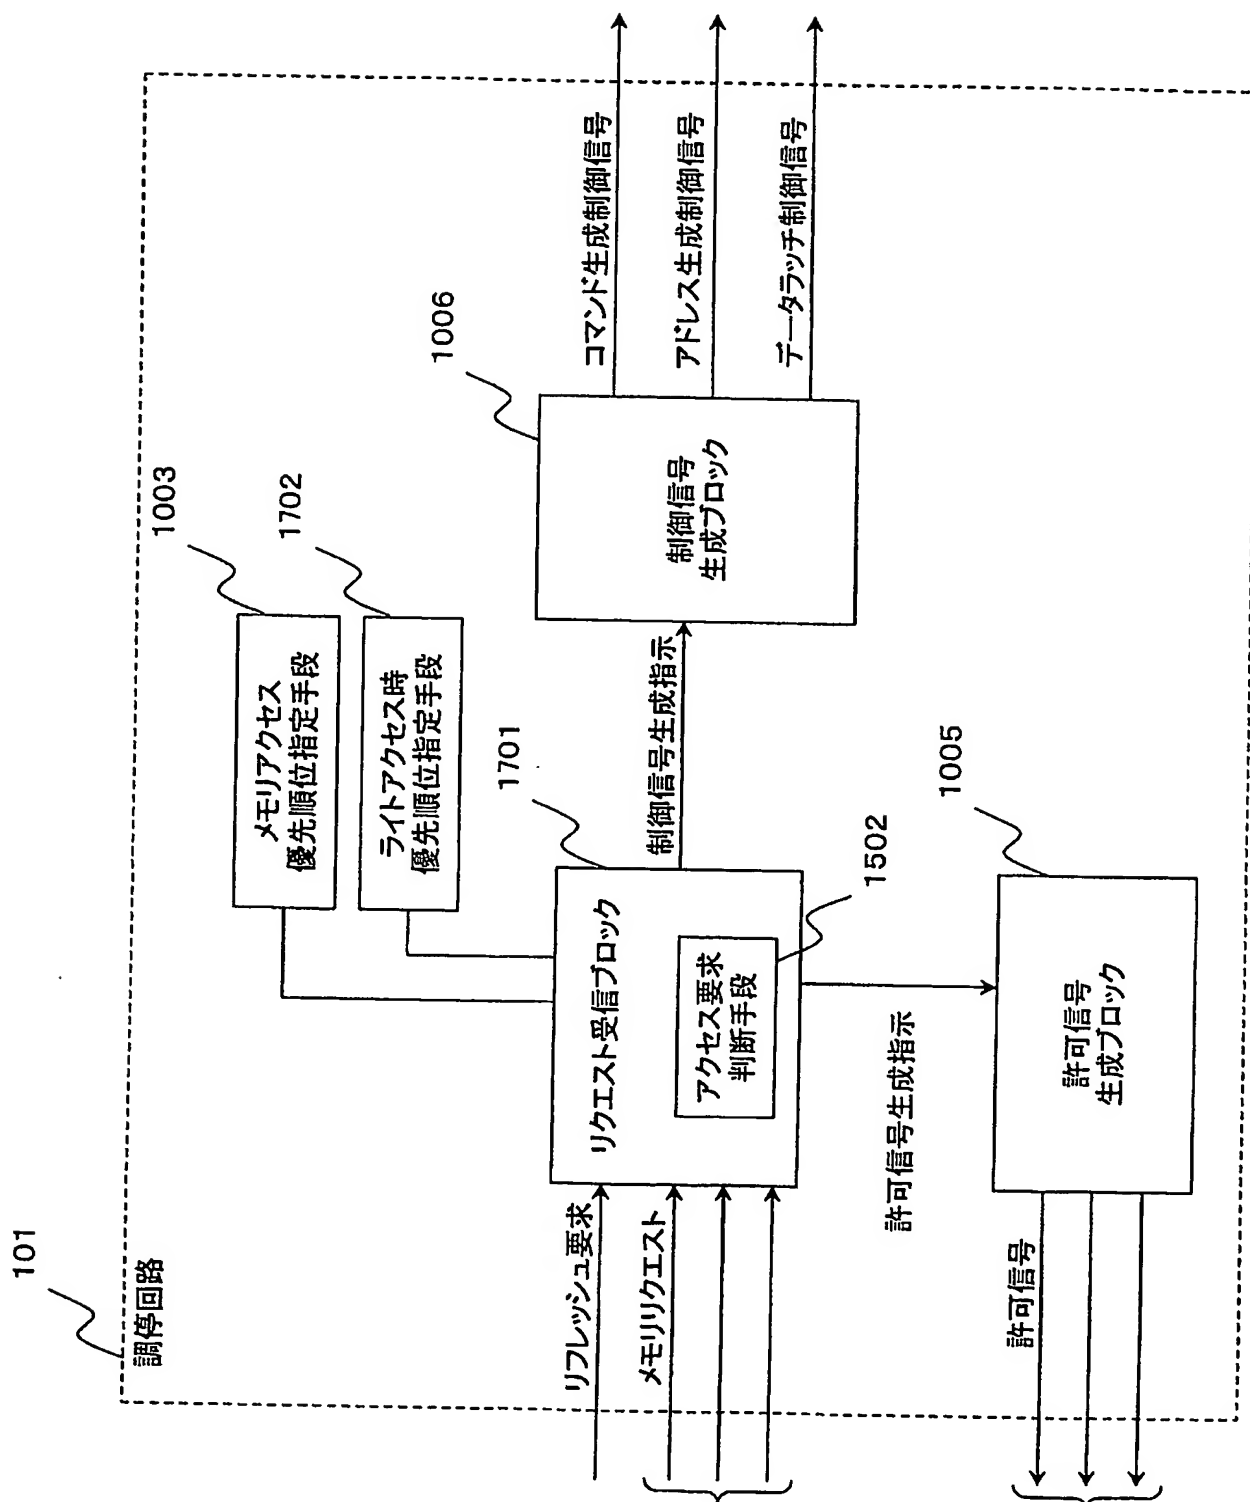 101
調停回路
リフレッシュ要求
メモリリクエスト
許可信号
リクエスト受信ブロック
アクセス要求
判断手段
1701
1502
メモリアクセス
優先順位指定手段
1003
ライトアクセス時
優先順位指定手段
1702
制御信号生成指示
許可信号生成指示
許可信号
生成ブロック
1005
制御信号
生成ブロック
1006
コマンド生成制御信号
アドレス生成制御信号
データラッチ制御信号